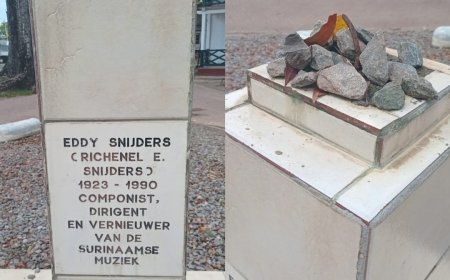 EDDY SNIJDERS
(RICHENEL E.
SNIJDERS)
1923 - 1990
COMPONIST,
DIRIGENT
EN VERNIEUWER
VAN DE
SURINAAMSE
MUZIEK